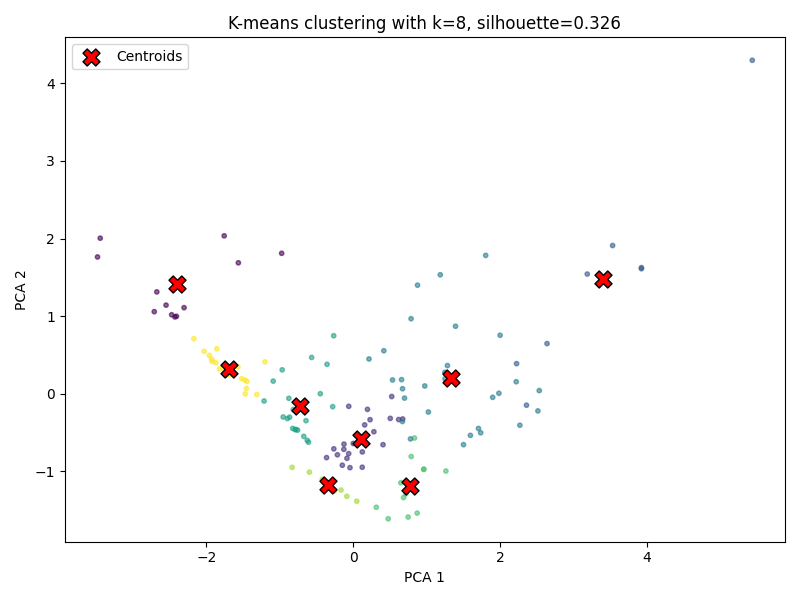 K-means clustering with k=8, silhouette=0.326
Centroids
4
3
2
1
0
−1
PCA 2
−2
0
2
4
PCA 1